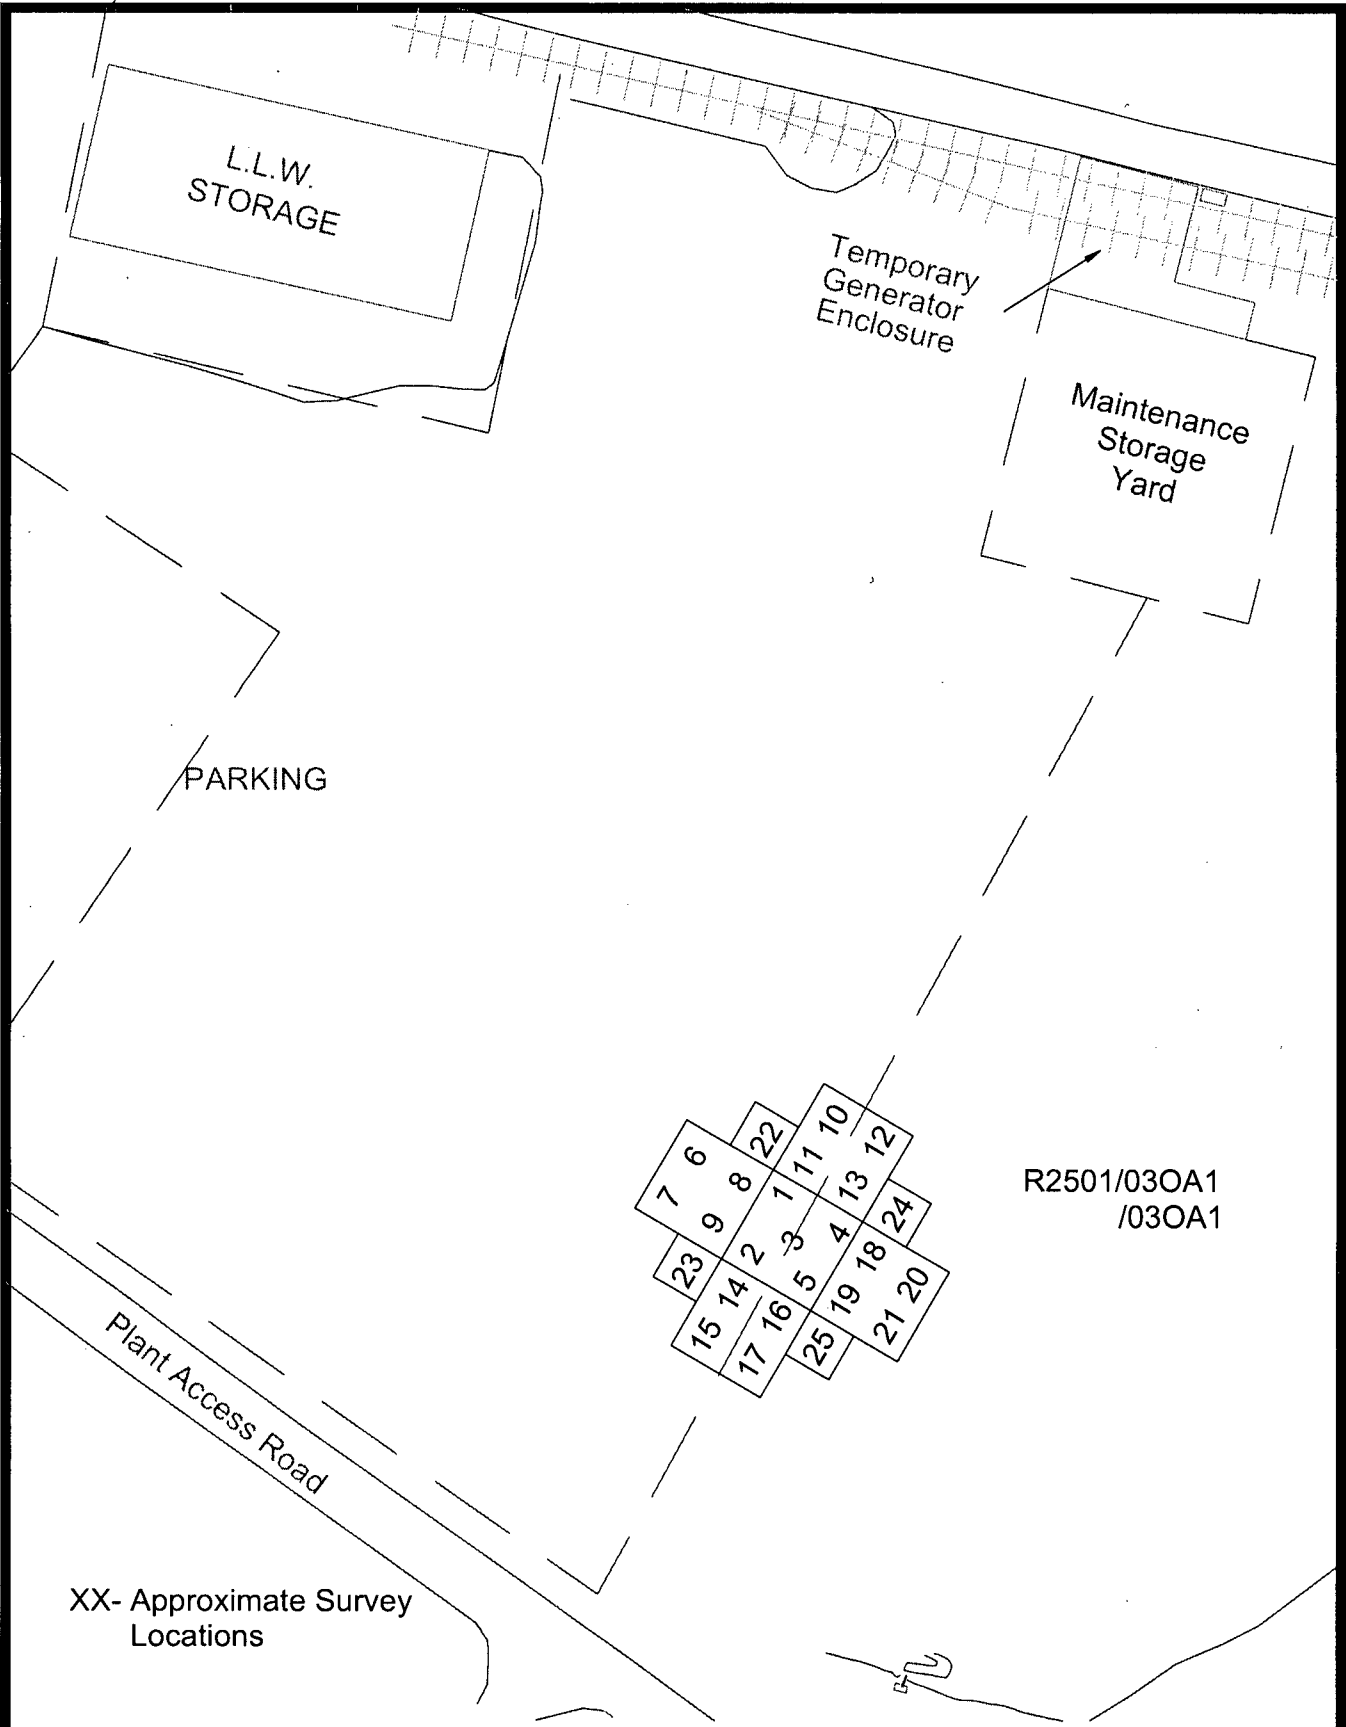 L.L.W.
STORAGE
Temporary
Generator
Enclosure
Maintenance
Storage
Yard
PARKING
10
22
12
6
11
8
13
7
1
24
9
4
3
18
2
23
20
5
14
19
16
21
15
25
17
R2501/03OA1
/03OA1
Plant Access Road
XX- Approximate Survey
Locations